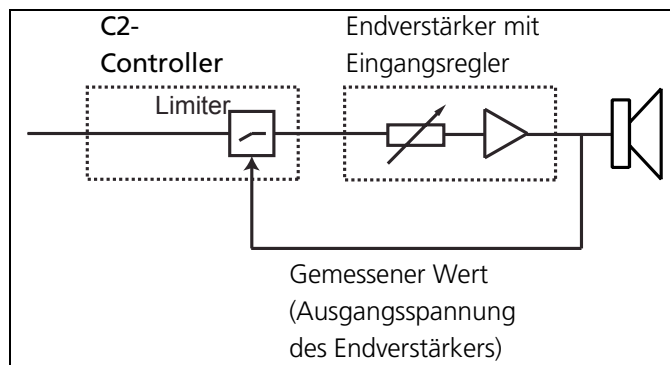 C2-
Controller
Endverstärker mit
Eingangsregler
Limiter
Gemessener Wert
(Ausgangsspannung
des Endverstärkers)